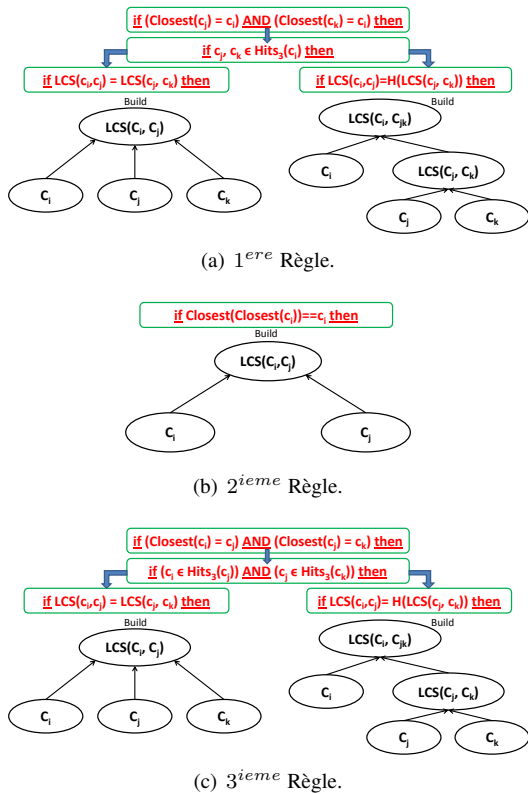 if (Closest(cj) = ci) AND (Closest(ck) = ci) then
if cj, ck ϵ Hits3(ci) then
if LCS(ci,cj) = LCS(cj, ck) then
if LCS(ci,cj)=H(LCS(cj, ck)) then
Build
LCS(Ci, Cj)
Ci
Cj
Ck
Build
LCS(Ci, Cjk)
Ci
LCS(Cj, Ck)
Cj
Ck
(a) 1ere Règle.
if Closest(Closest(ci))==ci then
Build
LCS(Ci,Cj)
Ci
Cj
(b) 2ieme Règle.
if (Closest(ci) = cj) AND (Closest(cj) = ck) then
if (ci ϵ Hits3(cj)) AND (cj ϵ Hits3(ck)) then
if LCS(ci,cj) = LCS(cj, ck) then
if LCS(ci,cj)= H(LCS(cj, ck)) then
Build
LCS(Ci, Cj)
Ci
Cj
Ck
Build
LCS(Ci, Cjk)
Ci
LCS(Cj, Ck)
Cj
Ck
(c) 3ieme Règle.